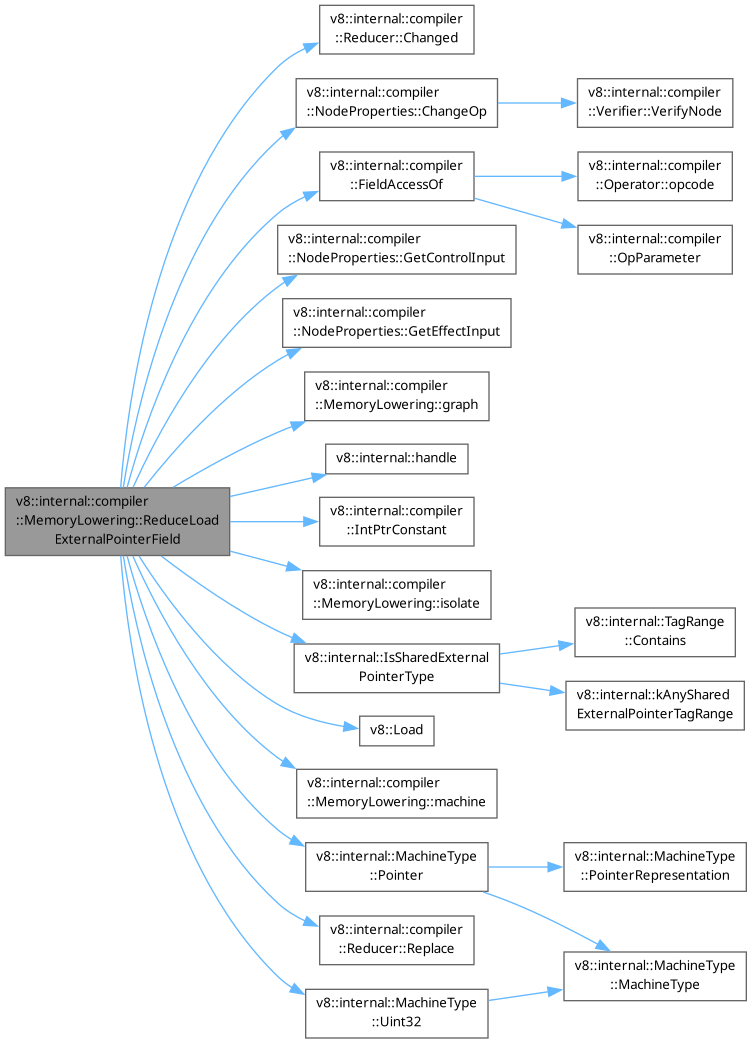 v8::internal::compiler
::MemoryLowering::ReduceLoad
ExternalPointerField
v8::internal::compiler
::Reducer::Changed
v8::internal::compiler
::NodeProperties::ChangeOp
v8::internal::compiler
::Verifier::VerifyNode
v8::internal::compiler
::FieldAccessOf
v8::internal::compiler
::Operator::opcode
v8::internal::compiler
::OpParameter
v8::internal::compiler
::NodeProperties::GetControlInput
v8::internal::compiler
::NodeProperties::GetEffectInput
v8::internal::compiler
::MemoryLowering::graph
v8::internal::handle
v8::internal::compiler
::IntPtrConstant
v8::internal::compiler
::MemoryLowering::isolate
v8::internal::IsSharedExternal
PointerType
v8::internal::TagRange
::Contains
v8::internal::kAnyShared
ExternalPointerTagRange
v8::Load
v8::internal::compiler
::MemoryLowering::machine
v8::internal::MachineType
::Pointer
v8::internal::MachineType
::PointerRepresentation
v8::internal::MachineType
::MachineType
v8::internal::compiler
::Reducer::Replace
v8::internal::MachineType
::Uint32